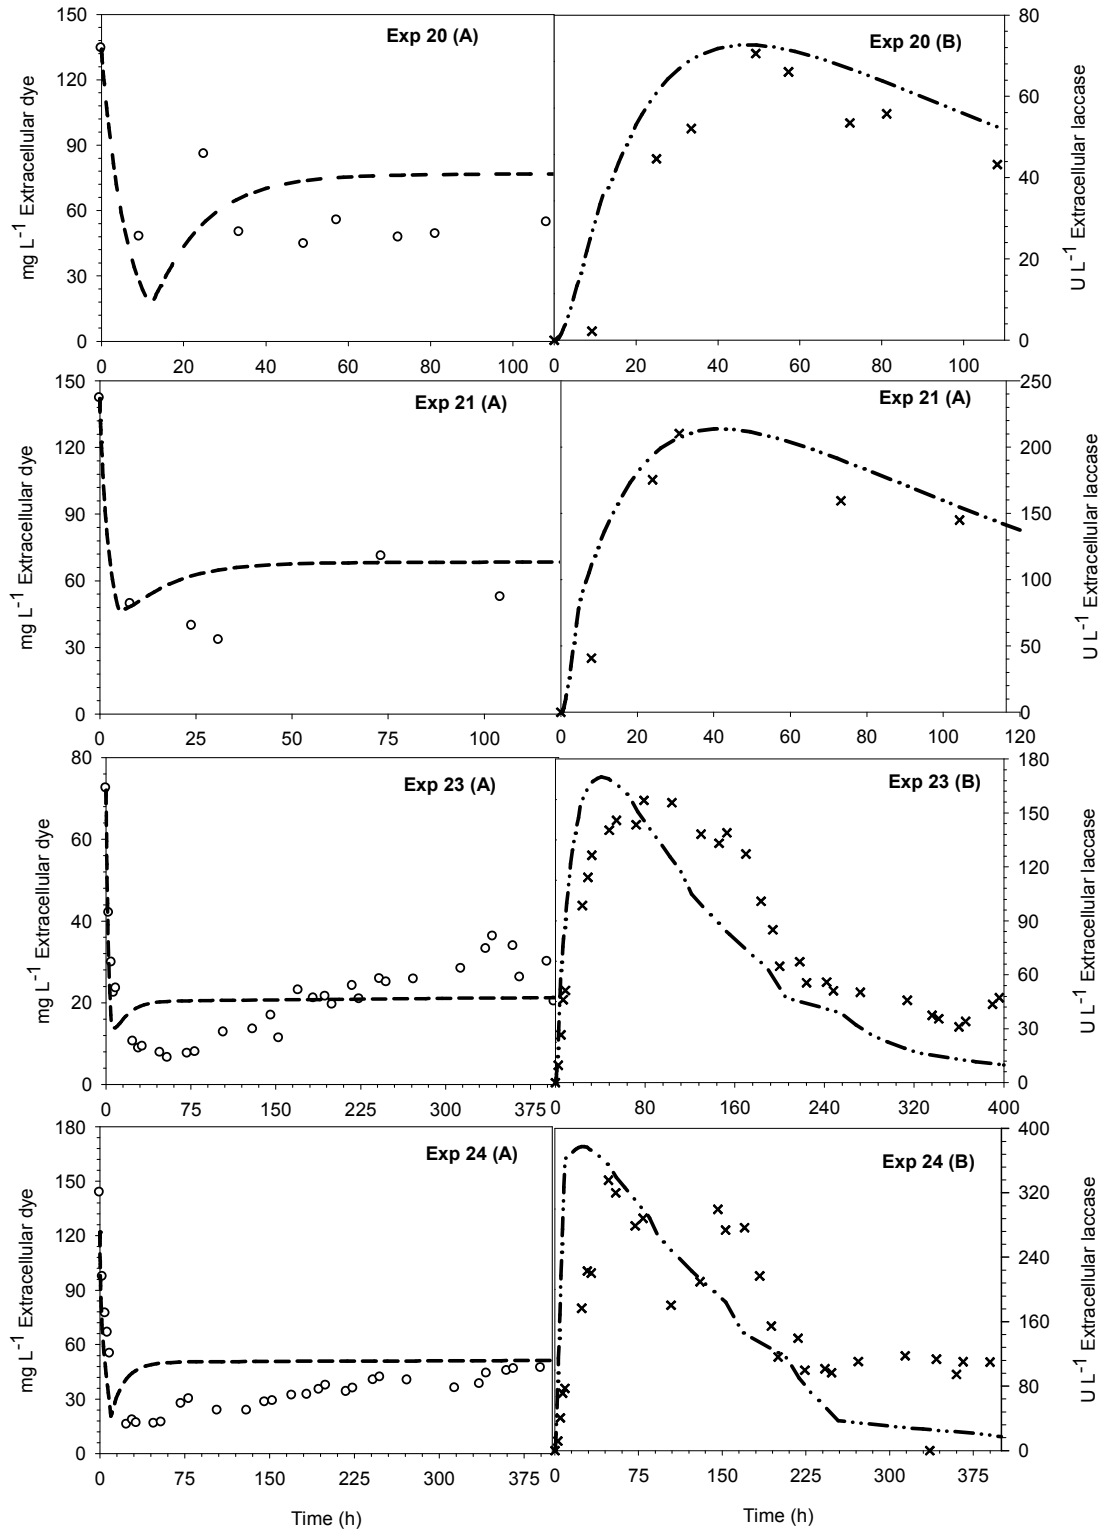 Exp 20 (A)
mg L⁻¹ Extracellular dye
150
120
90
60
30
0
0 20 40 60 80 100
Exp 20 (B)
U L⁻¹ Extracellular laccase
80
60
40
20
0
0 20 40 60 80 100
Exp 21 (A)
mg L⁻¹ Extracellular dye
150
120
90
60
30
0
0 25 50 75 100
Exp 21 (A)
U L⁻¹ Extracellular laccase
250
200
150
100
50
0
0 20 40 60 80 100 120
Exp 23 (A)
mg L⁻¹ Extracellular dye
80
60
40
20
0
0 75 150 225 300 375
Exp 23 (B)
U L⁻¹ Extracellular laccase
180
150
120
90
60
30
0
0 80 160 240 320 400
Exp 24 (A)
mg L⁻¹ Extracellular dye
180
150
120
90
60
30
0
0 75 150 225 300 375
Time (h)
Exp 24 (B)
U L⁻¹ Extracellular laccase
400
320
240
160
80
0
0 75 150 225 300 375
Time (h)